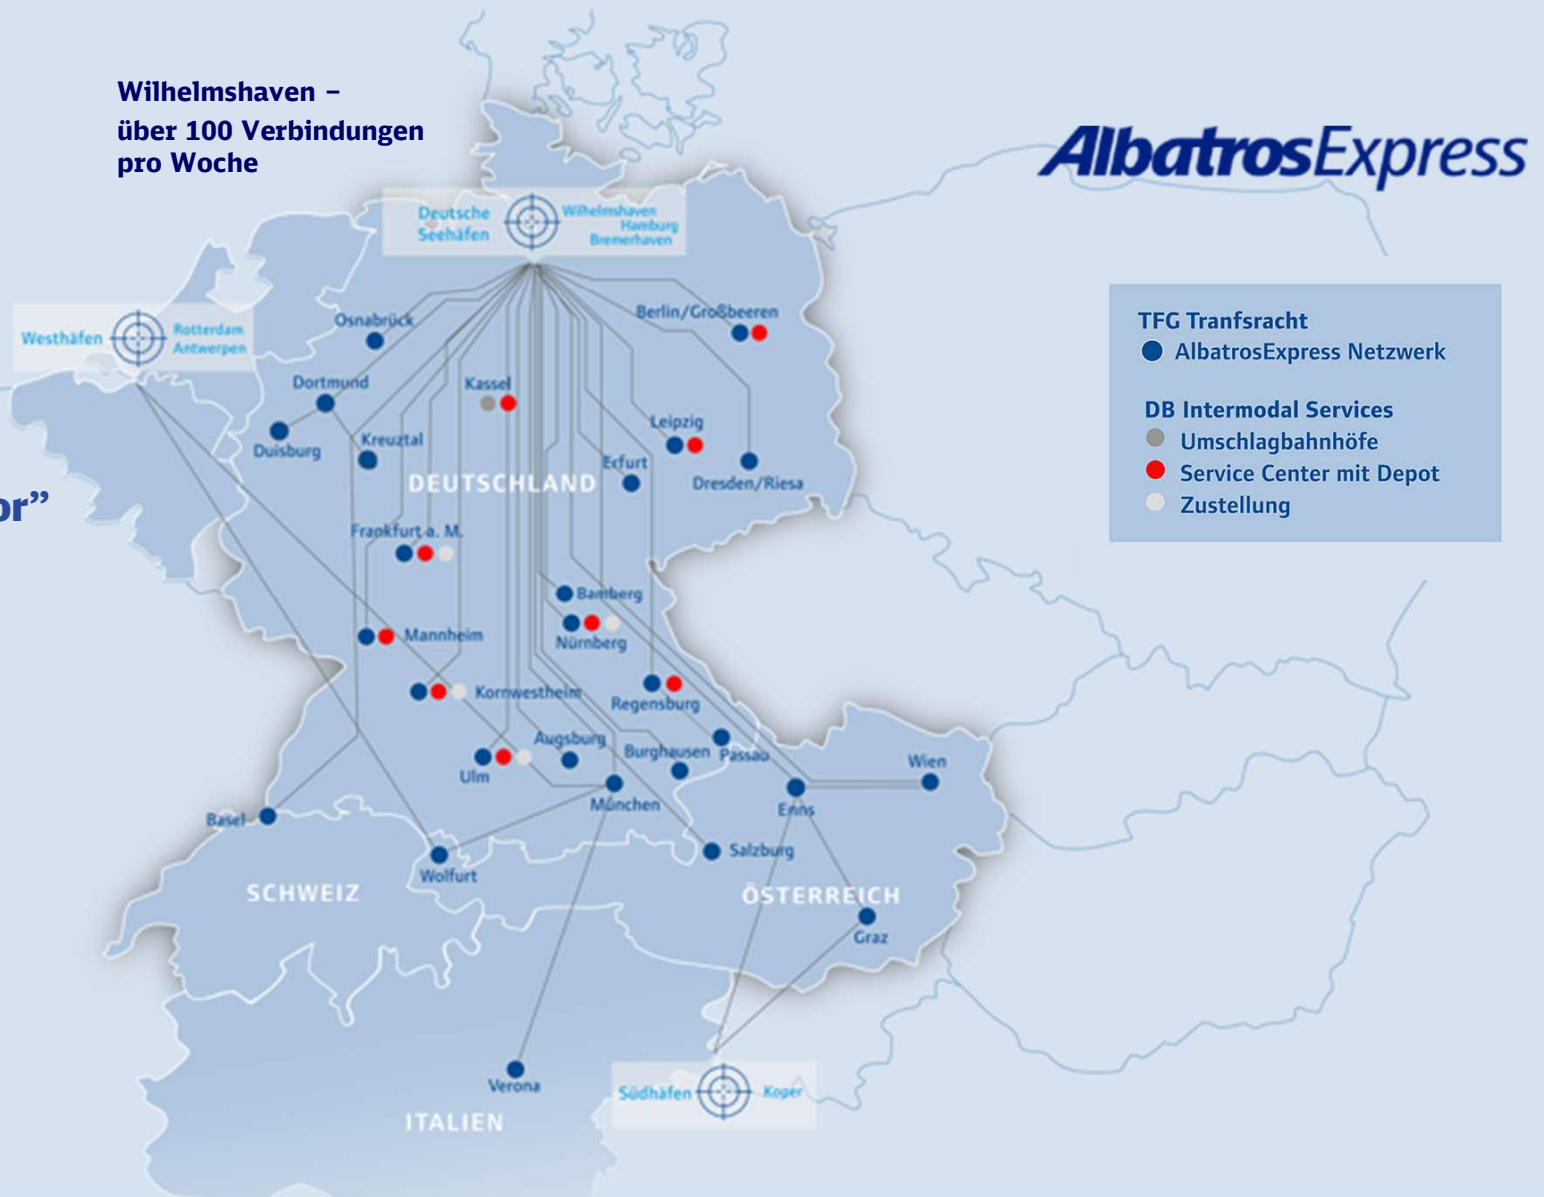 Wilhelmshaven –
über 100 Verbindungen
pro Woche
AlbatrosExpress
Deutsche
Seehäfen
Wilhelmshaven
Hamburg
Bremerhaven
Westhäfen
Rotterdam
Antwerpen
Osnabrück
Berlin/Großbeeren
TFG Tranfsracht
AlbatrosExpress Netzwerk
DB Intermodal Services
Umschlagbahnhöfe
Service Center mit Depot
Zustellung
Dortmund
Kassel
Leipzig
Duisburg
Kreuztal
Erfurt
Dresden/Riesa
DEUTSCHLAND
or”
Frankfurt a. M.
Bamberg
Nürnberg
Mannheim
Kornwestheim
Regensburg
Augsburg
Burghausen
Passau
Ulm
München
Wien
Enns
Basel
Salzburg
Wolfurt
SCHWEIZ
ÖSTERREICH
Graz
Verona
Südhäfen
Koper
ITALIEN